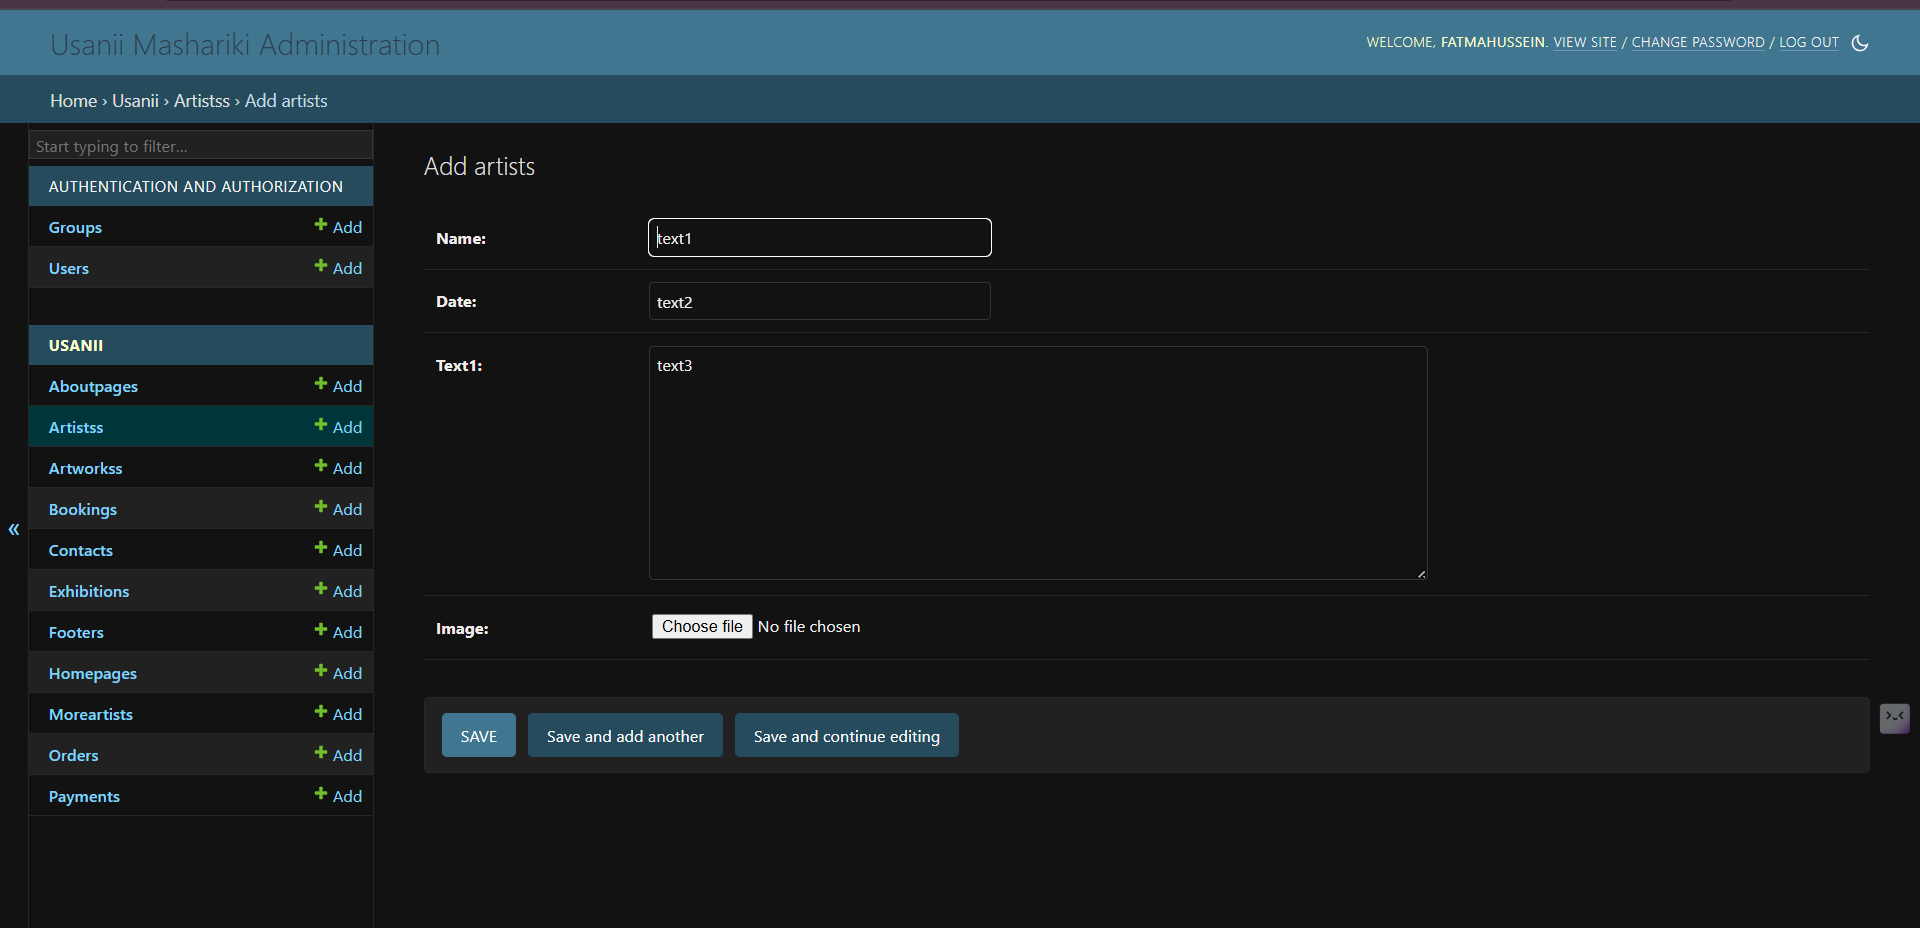 Usanii Mashariki Administration
WELCOME, FATMAHUSSEIN. VIEW SITE / CHANGE PASSWORD / LOG OUT
Home › Usanii › Artistss › Add artists
Start typing to filter...
AUTHENTICATION AND AUTHORIZATION
Groups Add
Users Add
USANII
Aboutpages Add
Artistss Add
Artworkss Add
Bookings Add
Contacts Add
Exhibitions Add
Footers Add
Homepages Add
Moreartists Add
Orders Add
Payments Add
«
Add artists
Name: text1
Date: text2
Text1: text3
Image: Choose file No file chosen
SAVE Save and add another Save and continue editing